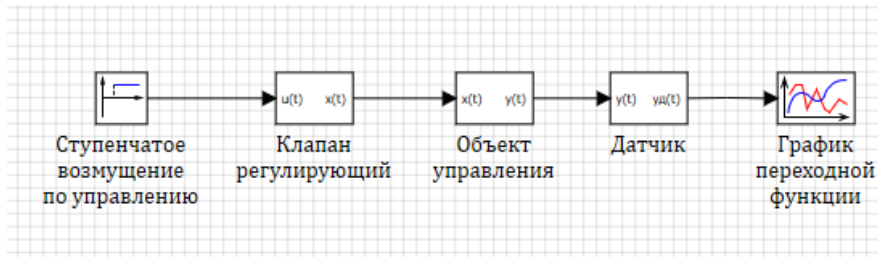 u(t) x(t)
x(t) y(t)
y(t) yд(t)
Ступенчатое
возмущение
по управлению
Клапан
регулирующий
Объект
управления
Датчик
График
переходной
функции